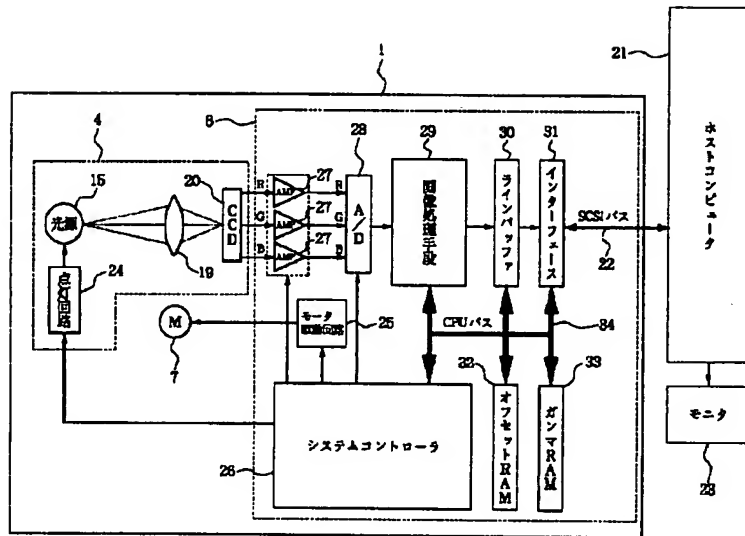 1
21
4
8
15
光源
20
CCD
R
G
B
AMP
AMP
AMP
27
27
27
R
G
B
28
A/D
29
画像処理手段
30
ラインバッファ
31
インターフェース
SCSIバス
22
ホストコンピュータ
19
24
点灯回路
M
7
モータ
駆動回路
25
CPUバス
34
32
33
システムコントローラ
26
オフセットRAM
ガンマRAM
モニタ
23